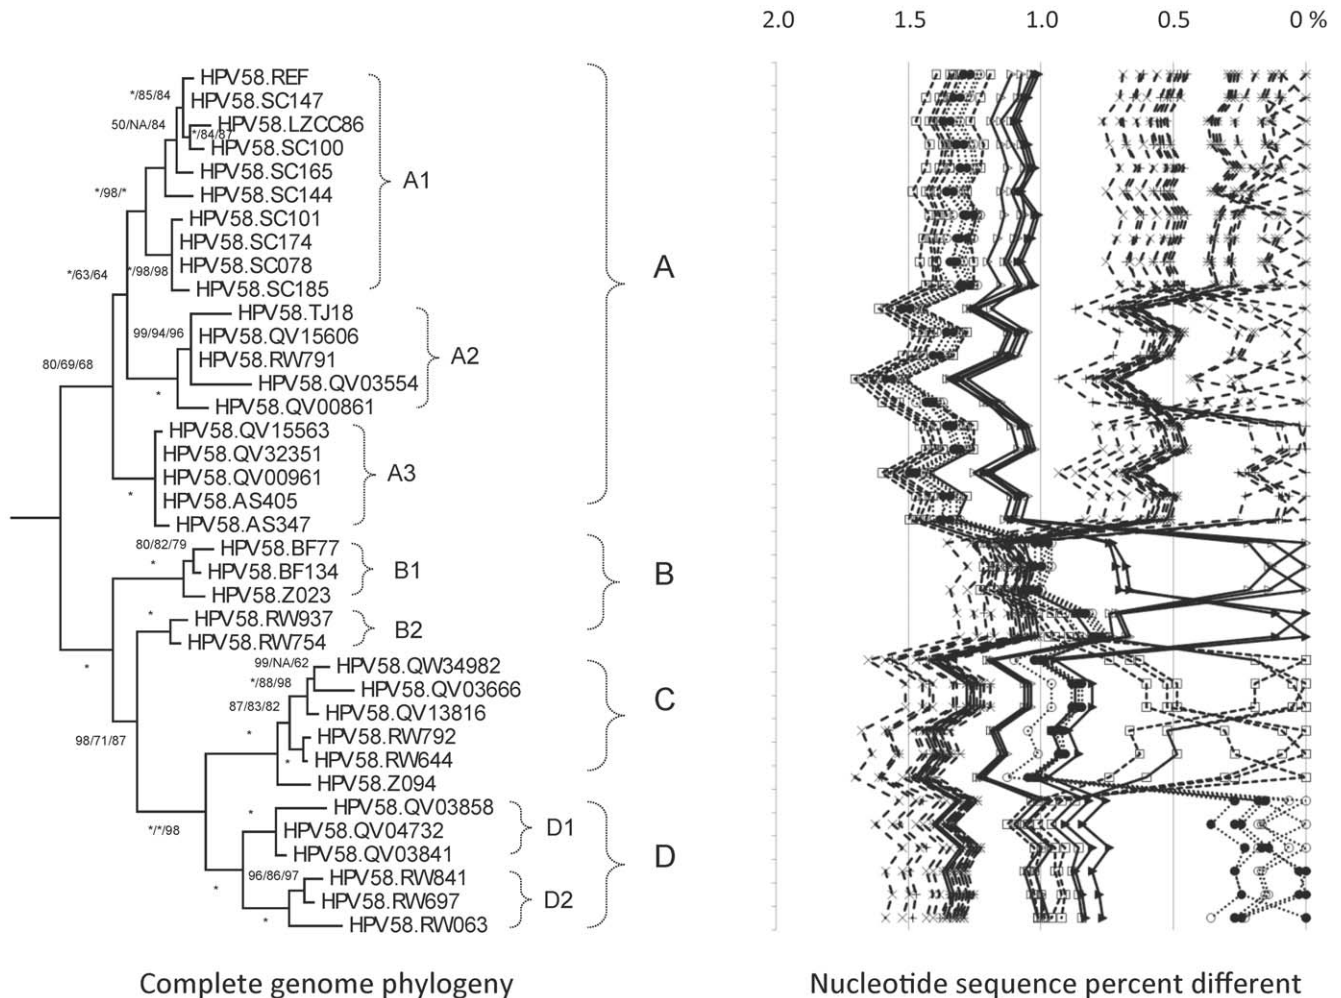 2.0 1.5 1.0 0.5 0 %
HPV58.REF
*/85/84
HPV58.SC147
50/NA/84
HPV58.LZCC86
*/84/87
HPV58.SC100
HPV58.SC165
A1
*/98/*
HPV58.SC144
HPV58.SC101
HPV58.SC174
*/63/64
*/98/98
HPV58.SC078
A
HPV58.SC185
HPV58.TJ18
99/94/96
HPV58.QV15606
80/69/68
HPV58.RW791
A2
HPV58.QV03554
*
HPV58.QV00861
HPV58.QV15563
HPV58.QV32351
HPV58.QV00961
A3
*
HPV58.AS405
HPV58.AS347
80/82/79
HPV58.BF77
*
HPV58.BF134
B1
B
HPV58.Z023
*
HPV58.RW937
B2
HPV58.RW754
*
99/NA/62
HPV58.QW34982
*/88/98
HPV58.QV03666
87/83/82
HPV58.QV13816
C
98/71/87
*
HPV58.RW792
*
HPV58.RW644
HPV58.Z094
*
HPV58.QV03858
*/*/98
HPV58.QV04732
D1
HPV58.QV03841
D
96/86/97
HPV58.RW841
*
HPV58.RW697
D2
*
HPV58.RW063
Complete genome phylogeny
Nucleotide sequence percent different